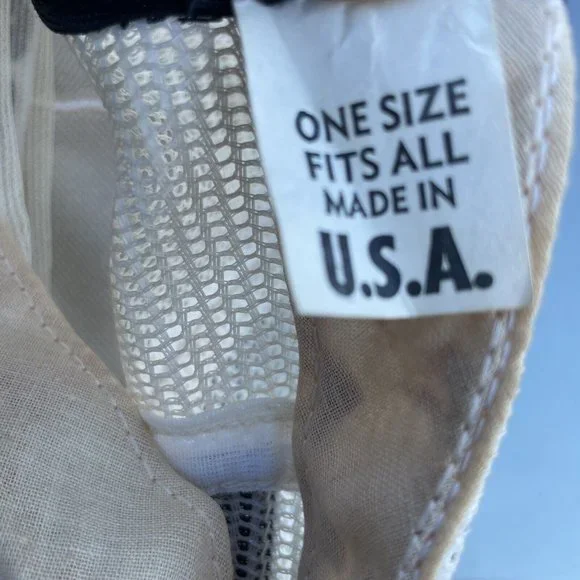 ONE SIZE
FITS ALL
MADE IN
U.S.A.